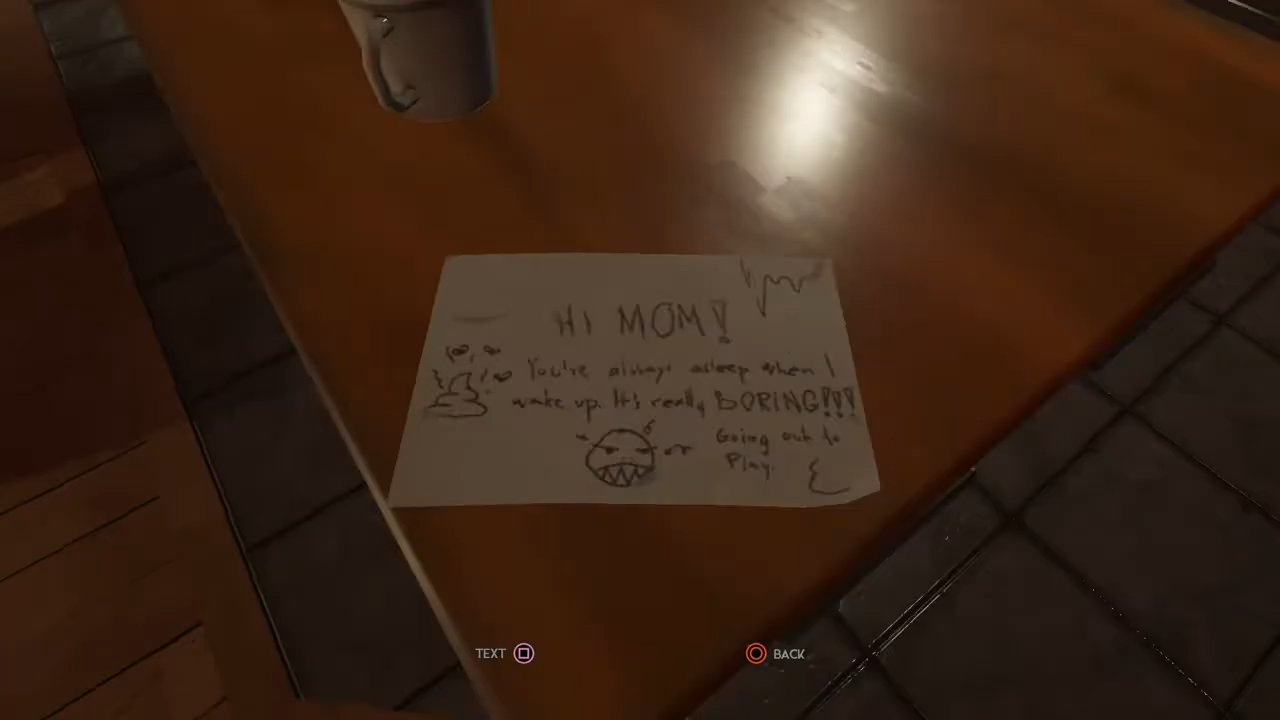 HI MOM!
You're always asleep when I
wake up. It's really BORING!!!
Going out to
Play.
TEXT
BACK